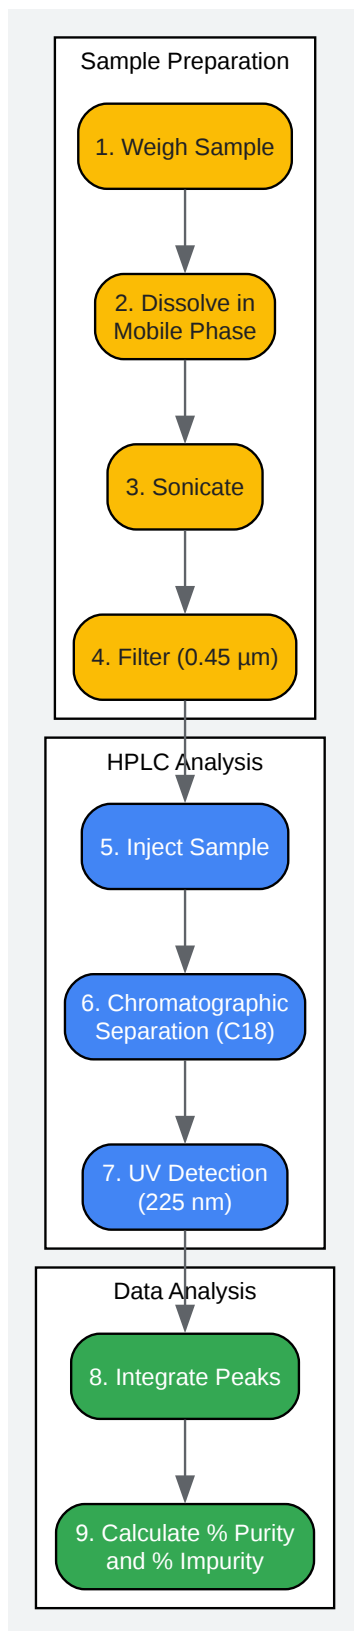 Sample Preparation
1. Weigh Sample
2. Dissolve in
Mobile Phase
3. Sonicate
4. Filter (0.45 µm)
HPLC Analysis
5. Inject Sample
6. Chromatographic
Separation (C18)
7. UV Detection
(225 nm)
Data Analysis
8. Integrate Peaks
9. Calculate % Purity
and % Impurity